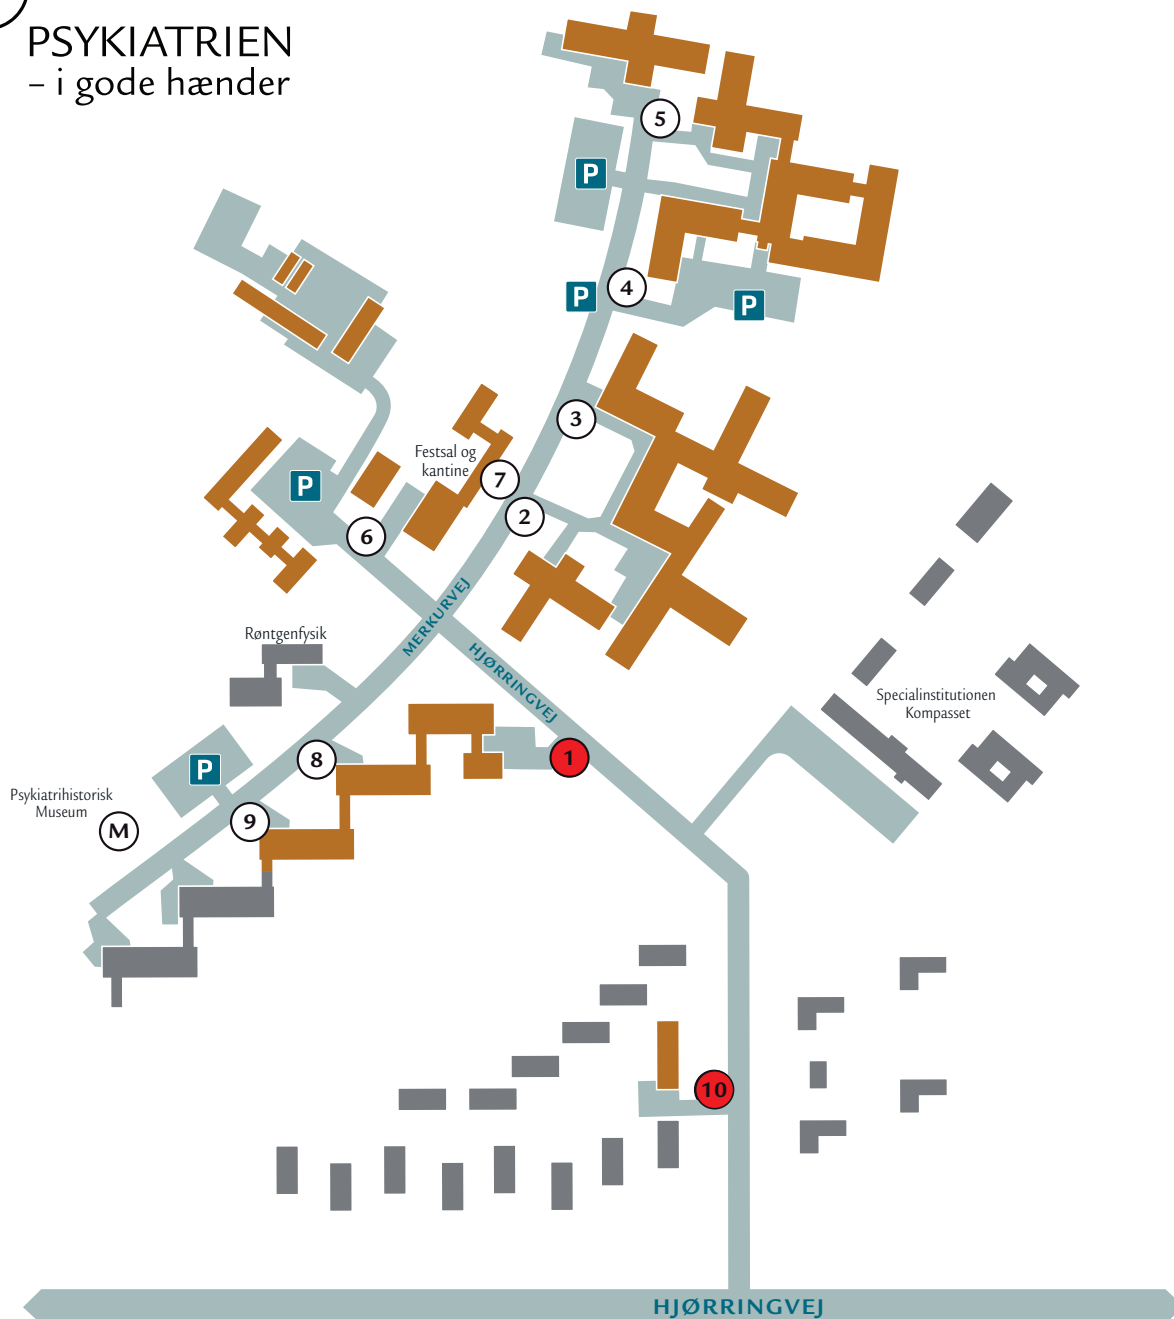 PSYKIATRIEN
– i gode hænder
5
P
4
P
P
3
Festsal og
kantine
7
P
2
6
MERKURVEJ
Røntgenfysik
HJØRRINGVEJ
Specialinstitutionen
Kompasset
8
1
P
Psykiatrihistorisk
Museum
M
9
10
HJØRRINGVEJ